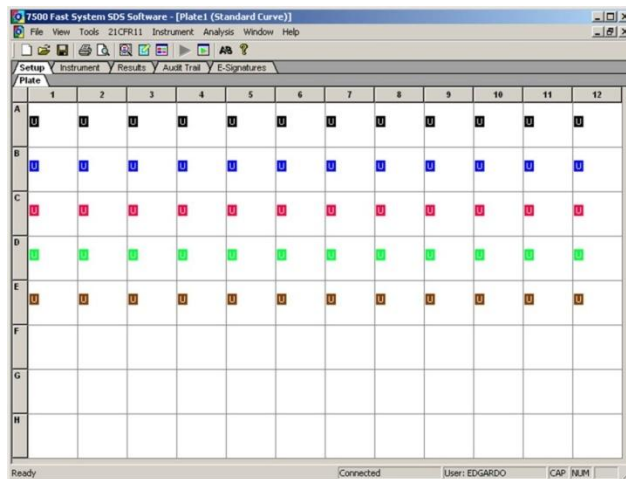 7500 Fast System SDS Software - [Plate1 (Standard Curve)]
File View Tools 21CFR11 Instrument Analysis Window Help
Setup Instrument Results Audit Trail E-Signatures
Plate
1 2 3 4 5 6 7 8 9 10 11 12
A U U U U U U U U U U U U
B U U U U U U U U U U U U
C U U U U U U U U U U U U
D U U U U U U U U U U U U
E U U U U U U U U U U U U
F
G
H
Ready Connected User: EDGARDO CAP NUM